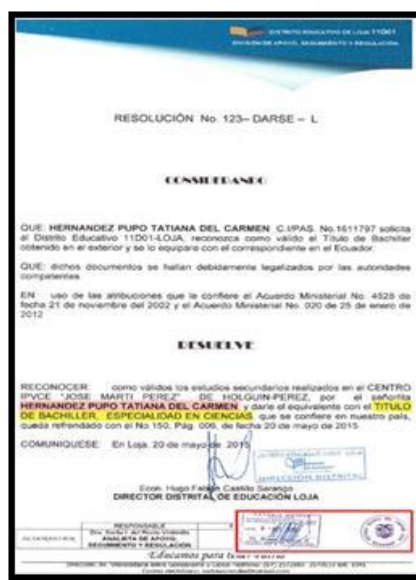 DISTRITO EDUCATIVO DE LOJA 11D01
DIVISIÓN DE APOYO, SEGUIMIENTO Y REGULACIÓN
RESOLUCIÓN No. 123– DARSE – L
CONSIDERANDO
QUE: HERNANDEZ PUPO TATIANA DEL CARMEN C.I/PAS. No.1611797 solicita
al Distrito Educativo 11D01-LOJA, reconozca como válido el Título de Bachiller
obtenido en el exterior y se lo equipare con el correspondiente en el Ecuador.
QUE: dichos documentos se hallan debidamente legalizados por las autoridades
competentes.
EN uso de las atribuciones que le confiere el Acuerdo Ministerial No. 4528 de
fecha 21 de noviembre del 2002 y el Acuerdo Ministerial No. 020 de 25 de enero de
2012
RESUELVE
RECONOCER: como válidos los estudios secundarios realizados en el CENTRO
IPVCE "JOSE MARTI PEREZ" DE HOLGUIN-PEREZ, por el señorita
HERNANDEZ PUPO TATIANA DEL CARMEN y darle el equivalente con el TITULO
DE BACHILLER, ESPECIALIDAD EN CIENCIAS, que se confiere en nuestro país,
queda refrendado con el No.150, Pág. 006, de fecha 20 de mayo de 2015.
COMUNIQUESE: En Loja, 20 de mayo de 2015
DIRECCIÓN DISTRITAL
Econ. Hugo Fabian Castillo Sarango
DIRECTOR DISTRITAL DE EDUCACIÓN LOJA
RESPONSABLE
ANALISTA DE APOYO,
SEGUIMIENTO Y REGULACIÓN
Educamos para